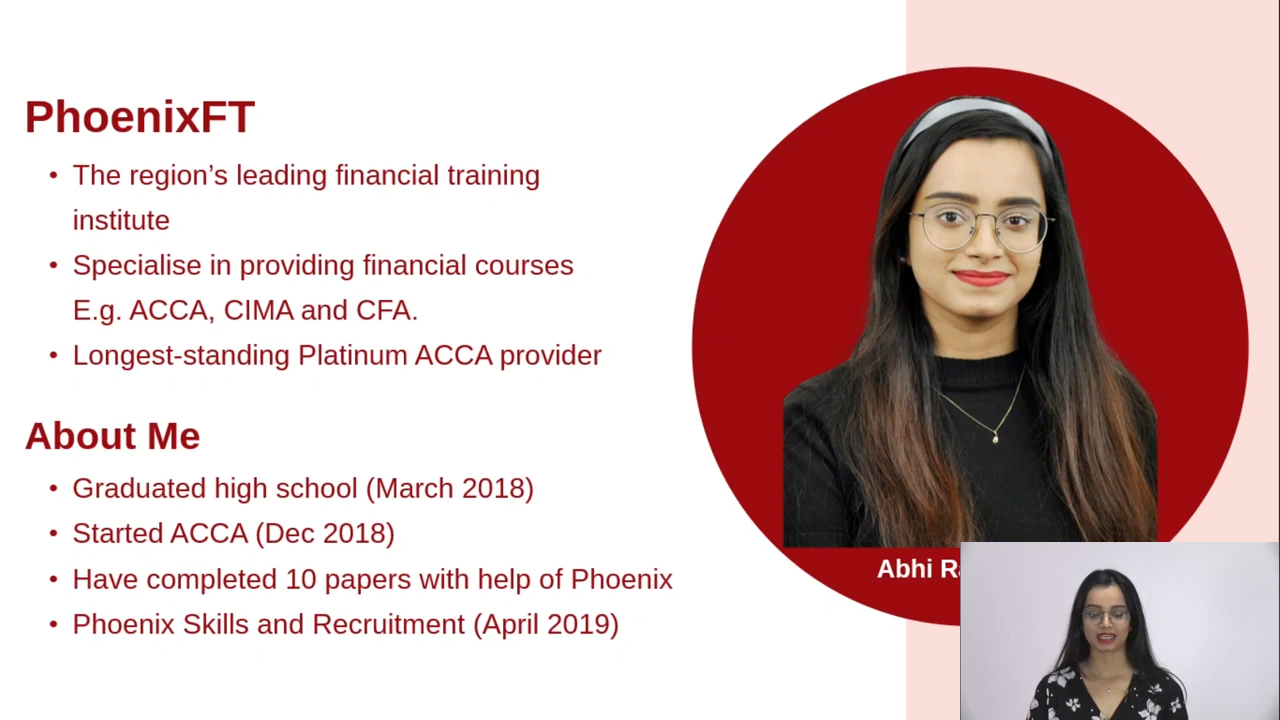 PhoenixFT
• The region’s leading financial training
institute
• Specialise in providing financial courses
E.g. ACCA, CIMA and CFA.
• Longest-standing Platinum ACCA provider
About Me
• Graduated high school (March 2018)
• Started ACCA (Dec 2018)
• Have completed 10 papers with help of Phoenix
• Phoenix Skills and Recruitment (April 2019)
Abhi